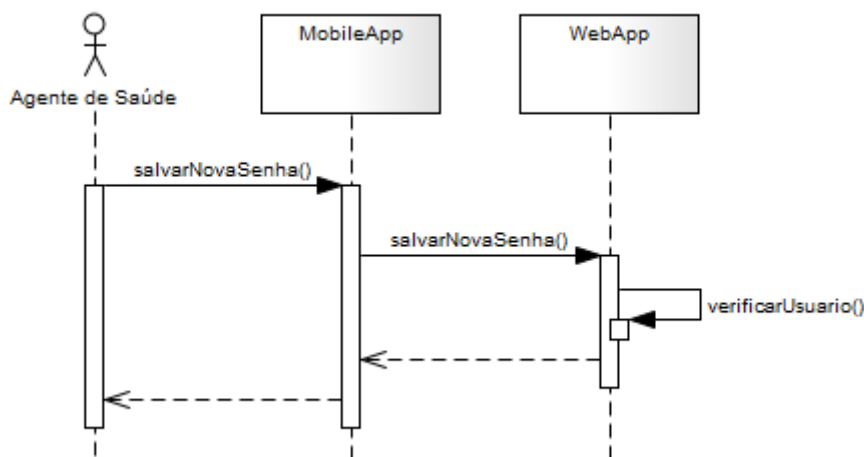 MobileApp
WebApp
Agente de Saúde
salvarNovaSenha()
salvarNovaSenha()
verificarUsuario()